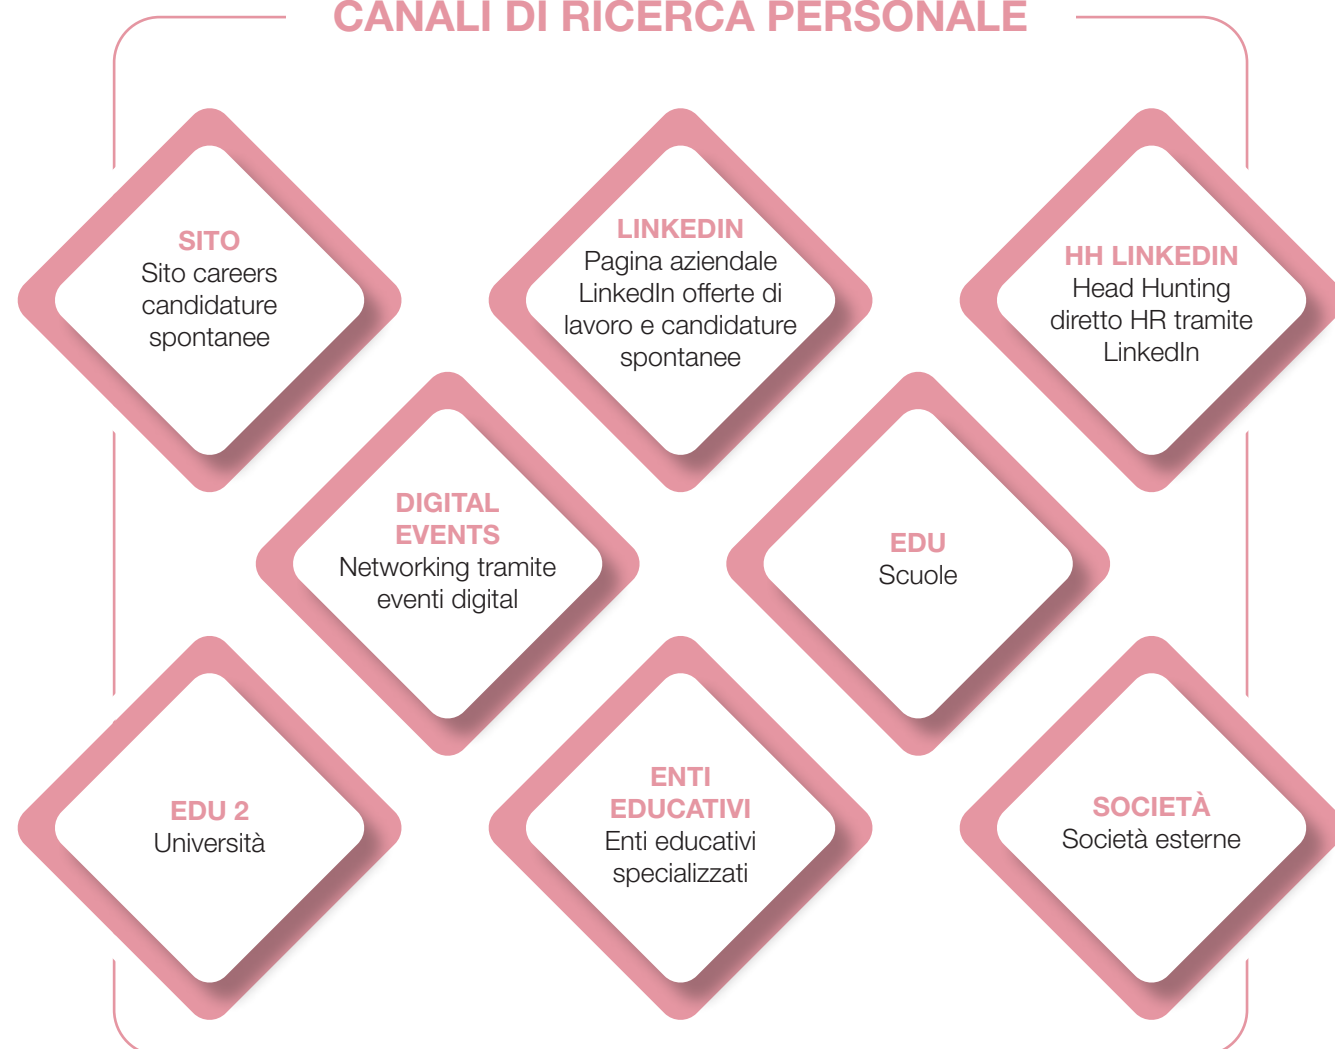 CANALI DI RICERCA PERSONALE
SITO
Sito careers
candidature
spontanee
LINKEDIN
Pagina aziendale
LinkedIn offerte di
lavoro e candidature
spontanee
HH LINKEDIN
Head Hunting
diretto HR tramite
LinkedIn
DIGITAL
EVENTS
Networking tramite
eventi digital
EDU
Scuole
EDU 2
Università
ENTI
EDUCATIVI
Enti educativi
specializzati
SOCIETÀ
Società esterne